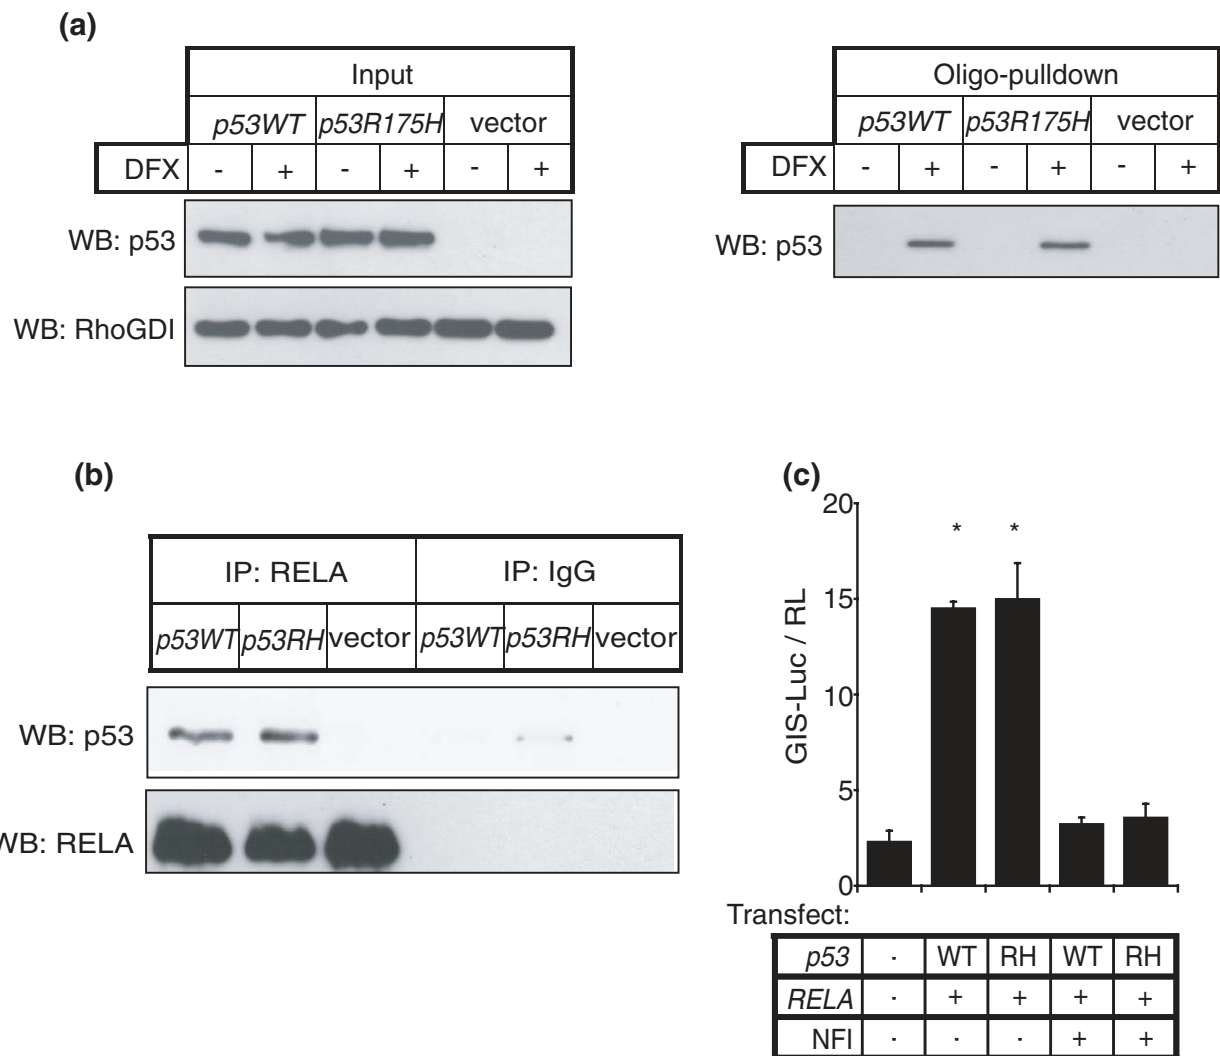 (a)
Input
p53WT p53R175H vector
DFX - + - + - +
WB: p53
WB: RhoGDI
Oligo-pulldown
p53WT p53R175H vector
DFX - + - + - +
WB: p53
(b)
IP: RELA IP: IgG
p53WT p53RH vector p53WT p53RH vector
WB: p53
WB: RELA
(c)
GIS-Luc / RL
20
15
10
5
0
* *
Transfect:
p53 · WT RH WT RH
RELA · + + + +
NFI · · · + +